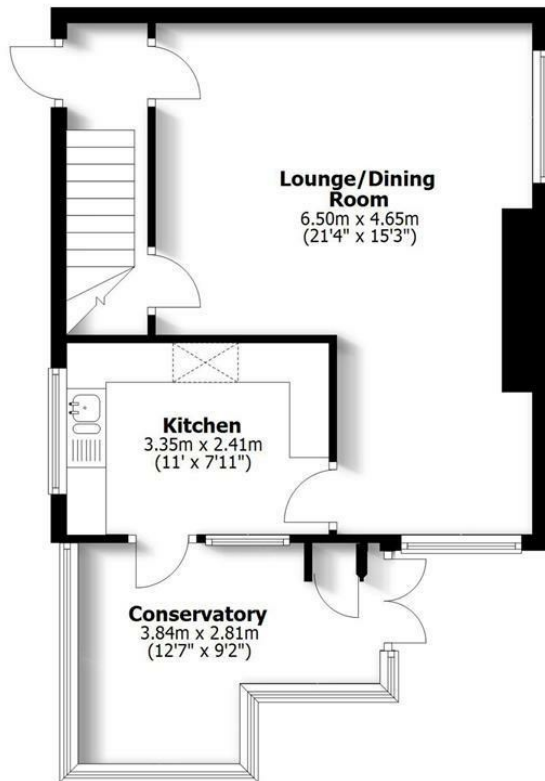 Lounge/Dining
Room
6.50m x 4.65m
(21'4" x 15'3")
Kitchen
3.35m x 2.41m
(11' x 7'11")
Conservatory
3.84m x 2.81m
(12'7" x 9'2")